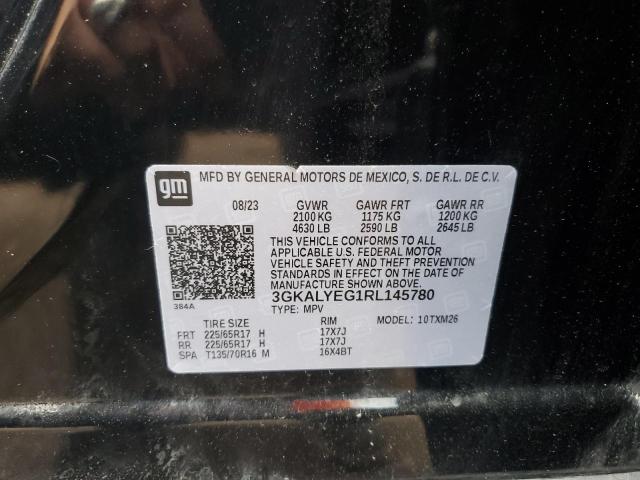 gm
MFD BY GENERAL MOTORS DE MEXICO, S. DE R.L. DE C.V.
08/23 GVWR GAWR FRT GAWR RR
2100 KG 1175 KG 1200 KG
4630 LB 2590 LB 2645 LB
THIS VEHICLE CONFORMS TO ALL
APPLICABLE U.S. FEDERAL MOTOR
VEHICLE SAFETY AND THEFT PREVENTION
STANDARDS IN EFFECT ON THE DATE
OF MANUFACTURE SHOWN ABOVE.
384A
3GKALYEG1RL145780
TYPE: MPV
TIRE SIZE RIM MODEL: 10TXM26
FRT 225/65R17 H 17X7J
RR 225/65R17 H 17X7J
SPA T135/70R16 M 16X4BT